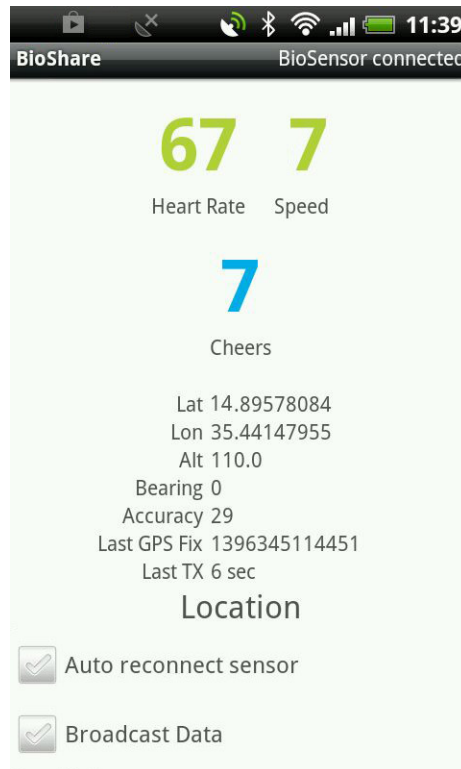 11:39
BioShare BioSensor connected
67 7
Heart Rate Speed
7
Cheers
Lat 14.89578084
Lon 35.44147955
Alt 110.0
Bearing 0
Accuracy 29
Last GPS Fix 1396345114451
Last TX 6 sec
Location
Auto reconnect sensor
Broadcast Data